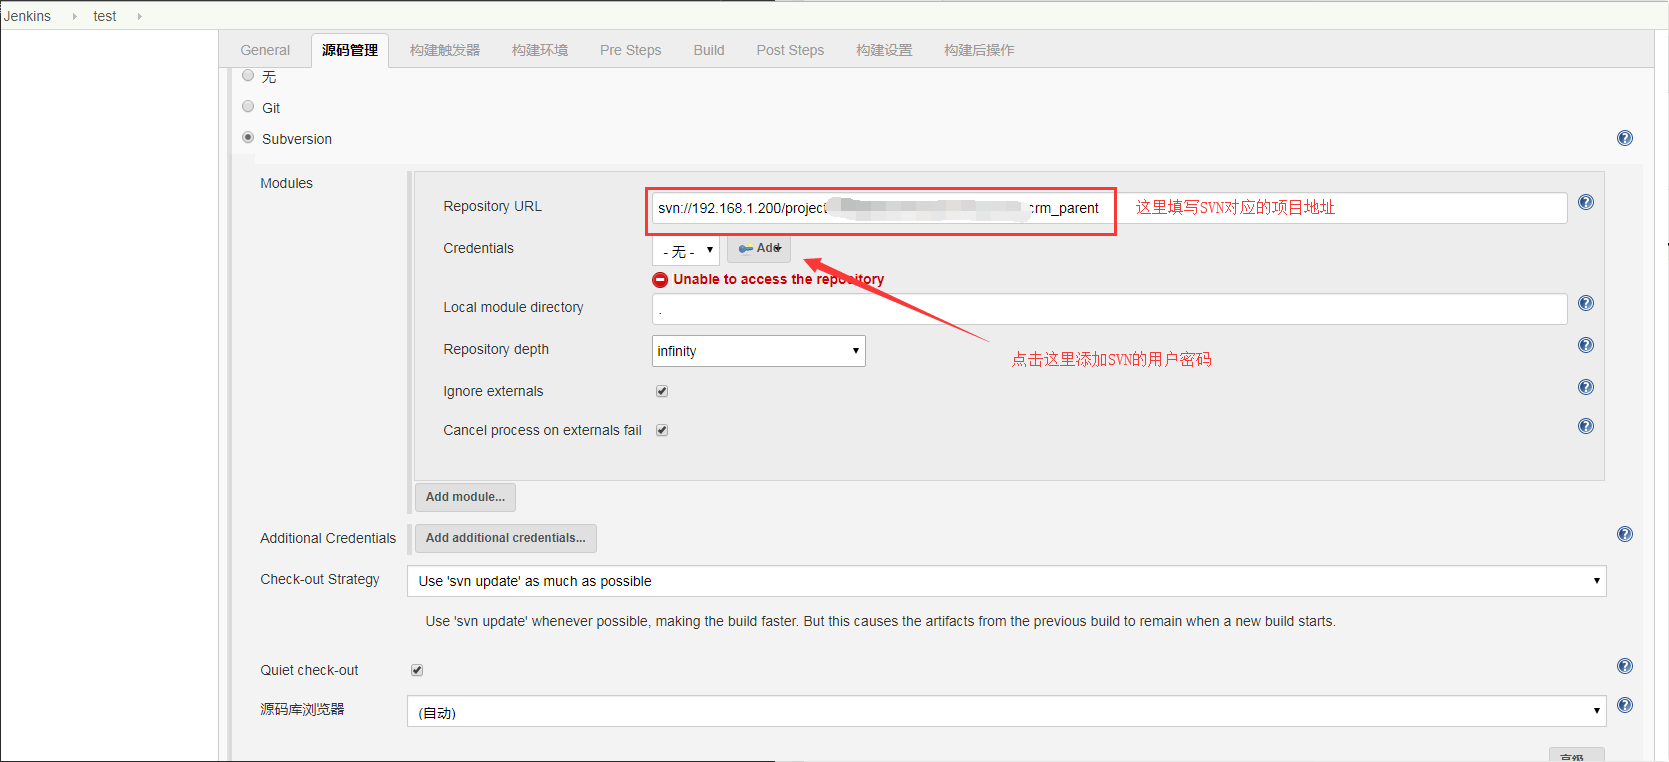 Jenkins test
General 源码管理 构建触发器 构建环境 Pre Steps Build Post Steps 构建设置 构建后操作
无
Git
Subversion
Modules
Repository URL svn://192.168.1.200/project crm_parent 这里填写SVN对应的项目地址
Credentials - 无 - Add
Unable to access the repository
Local module directory .
Repository depth infinity
点击这里添加SVN的用户密码
Ignore externals
Cancel process on externals fail
Add module...
Additional Credentials Add additional credentials...
Check-out Strategy Use 'svn update' as much as possible
Use 'svn update' whenever possible, making the build faster. But this causes the artifacts from the previous build to remain when a new build starts.
Quiet check-out
源码库浏览器 (自动)
高级...